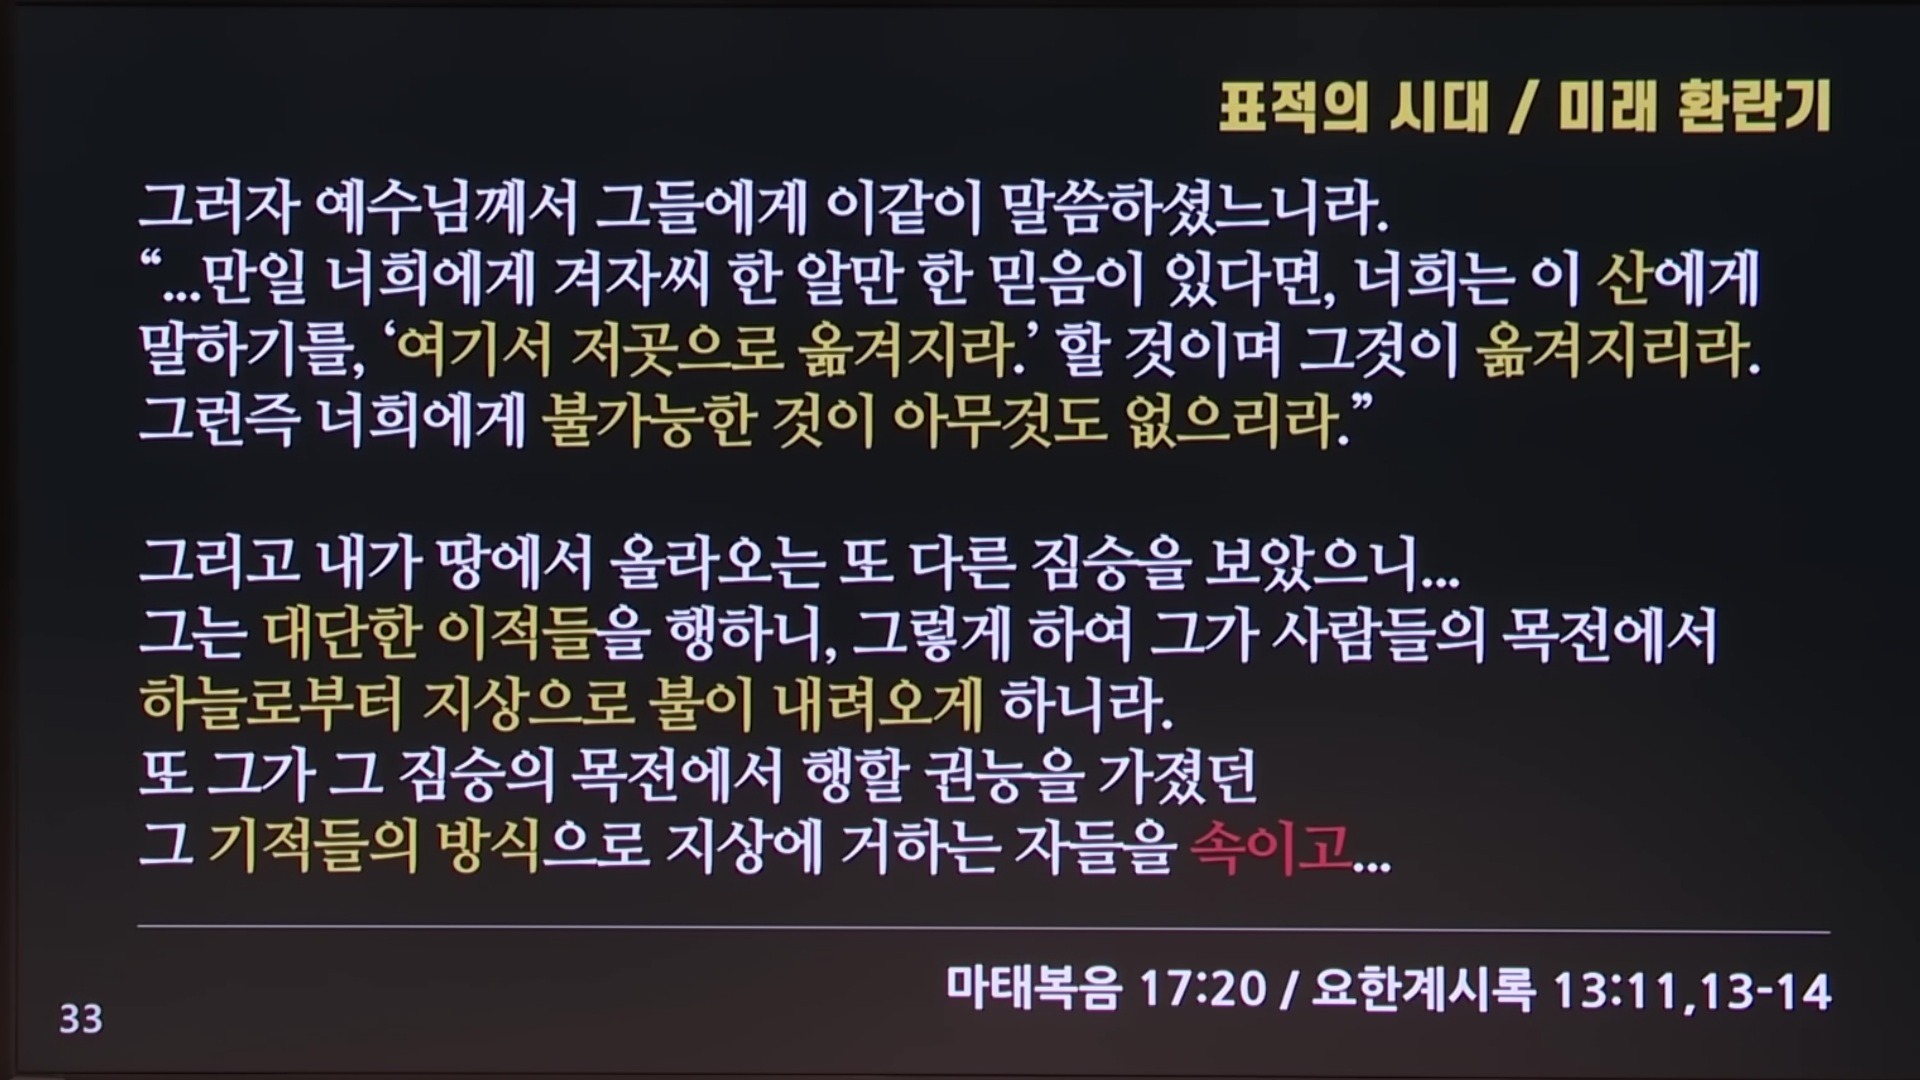 표적의 시대 / 미래 환란기
그러자 예수님께서 그들에게 이같이 말씀하셨느니라.
“...만일 너희에게 겨자씨 한 알만 한 믿음이 있다면, 너희는 이 산에게
말하기를, ‘여기서 저곳으로 옮겨지라.’ 할 것이며 그것이 옮겨지리라.
그런즉 너희에게 불가능한 것이 아무것도 없으리라.”
그리고 내가 땅에서 올라오는 또 다른 짐승을 보았으니...
그는 대단한 이적들을 행하니, 그렇게 하여 그가 사람들의 목전에서
하늘로부터 지상으로 불이 내려오게 하니라.
또 그가 그 짐승의 목전에서 행할 권능을 가졌던
그 기적들의 방식으로 지상에 거하는 자들을 속이고...
마태복음 17:20 / 요한계시록 13:11,13-14
33